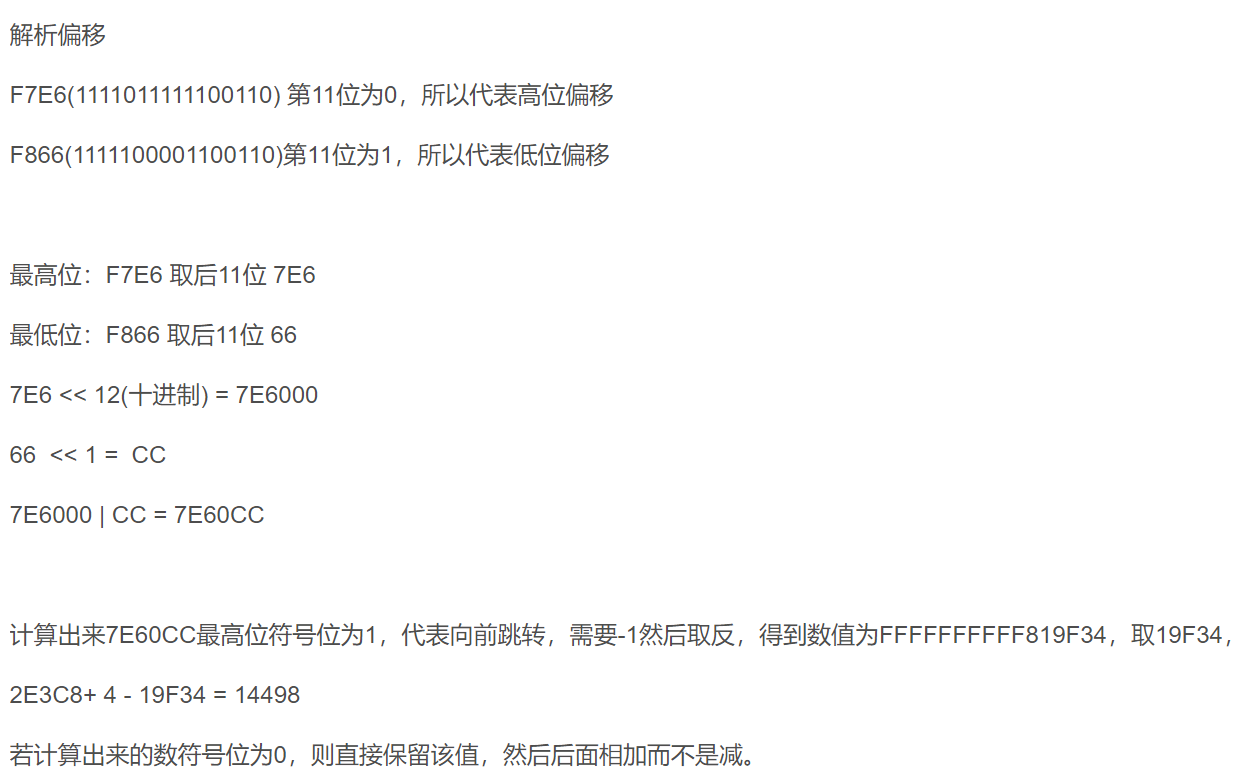 解析偏移
F7E6(1111011111100110) 第11位为0，所以代表高位偏移
F866(1111100001100110)第11位为1，所以代表低位偏移
最高位：F7E6 取后11位 7E6
最低位：F866 取后11位 66
7E6 << 12(十进制) = 7E6000
66  << 1 =  CC
7E6000 | CC = 7E60CC
计算出来7E60CC最高位符号位为1，代表向前跳转，需要-1然后取反，得到数值为FFFFFFFFFF819F34，取19F34，
2E3C8+ 4 - 19F34 = 14498
若计算出来的数符号位为0，则直接保留该值，然后后面相加而不是减。